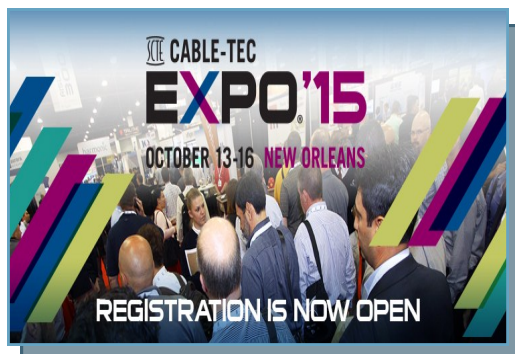 SCTE CABLE-TEC
EXPO®'15
OCTOBER 13-16 NEW ORLEANS
REGISTRATION IS NOW OPEN